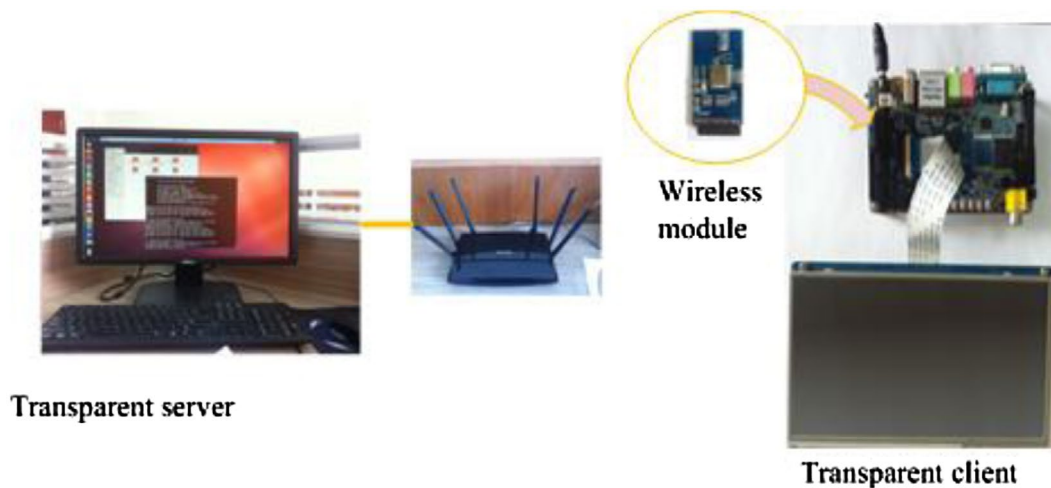 Wireless
module
Transparent server
Transparent client